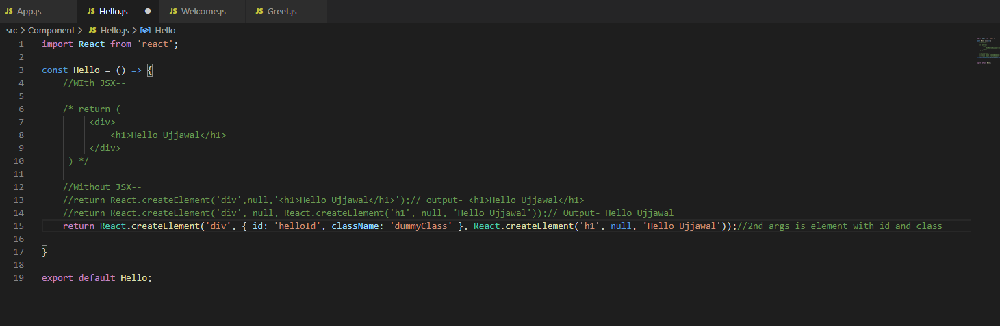 JS App.js JS Hello.js JS Welcome.js JS Greet.js
src > Component > JS Hello.js > Hello
1 import React from 'react';
2
3 const Hello = () => {
4 //WIth JSX--
5
6 /* return (
7 <div>
8 <h1>Hello Ujjawal</h1>
9 </div>
10 ) */
11
12 //Without JSX--
13 //return React.createElement('div',null,'<h1>Hello Ujjawal</h1>');// output- <h1>Hello Ujjawal</h1>
14 //return React.createElement('div', null, React.createElement('h1', null, 'Hello Ujjawal'));// Output- Hello Ujjawal
15 return React.createElement('div', { id: 'helloId', className: 'dummyClass' }, React.createElement('h1', null, 'Hello Ujjawal'));//2nd args is element with id and class
16
17 }
18
19 export default Hello;